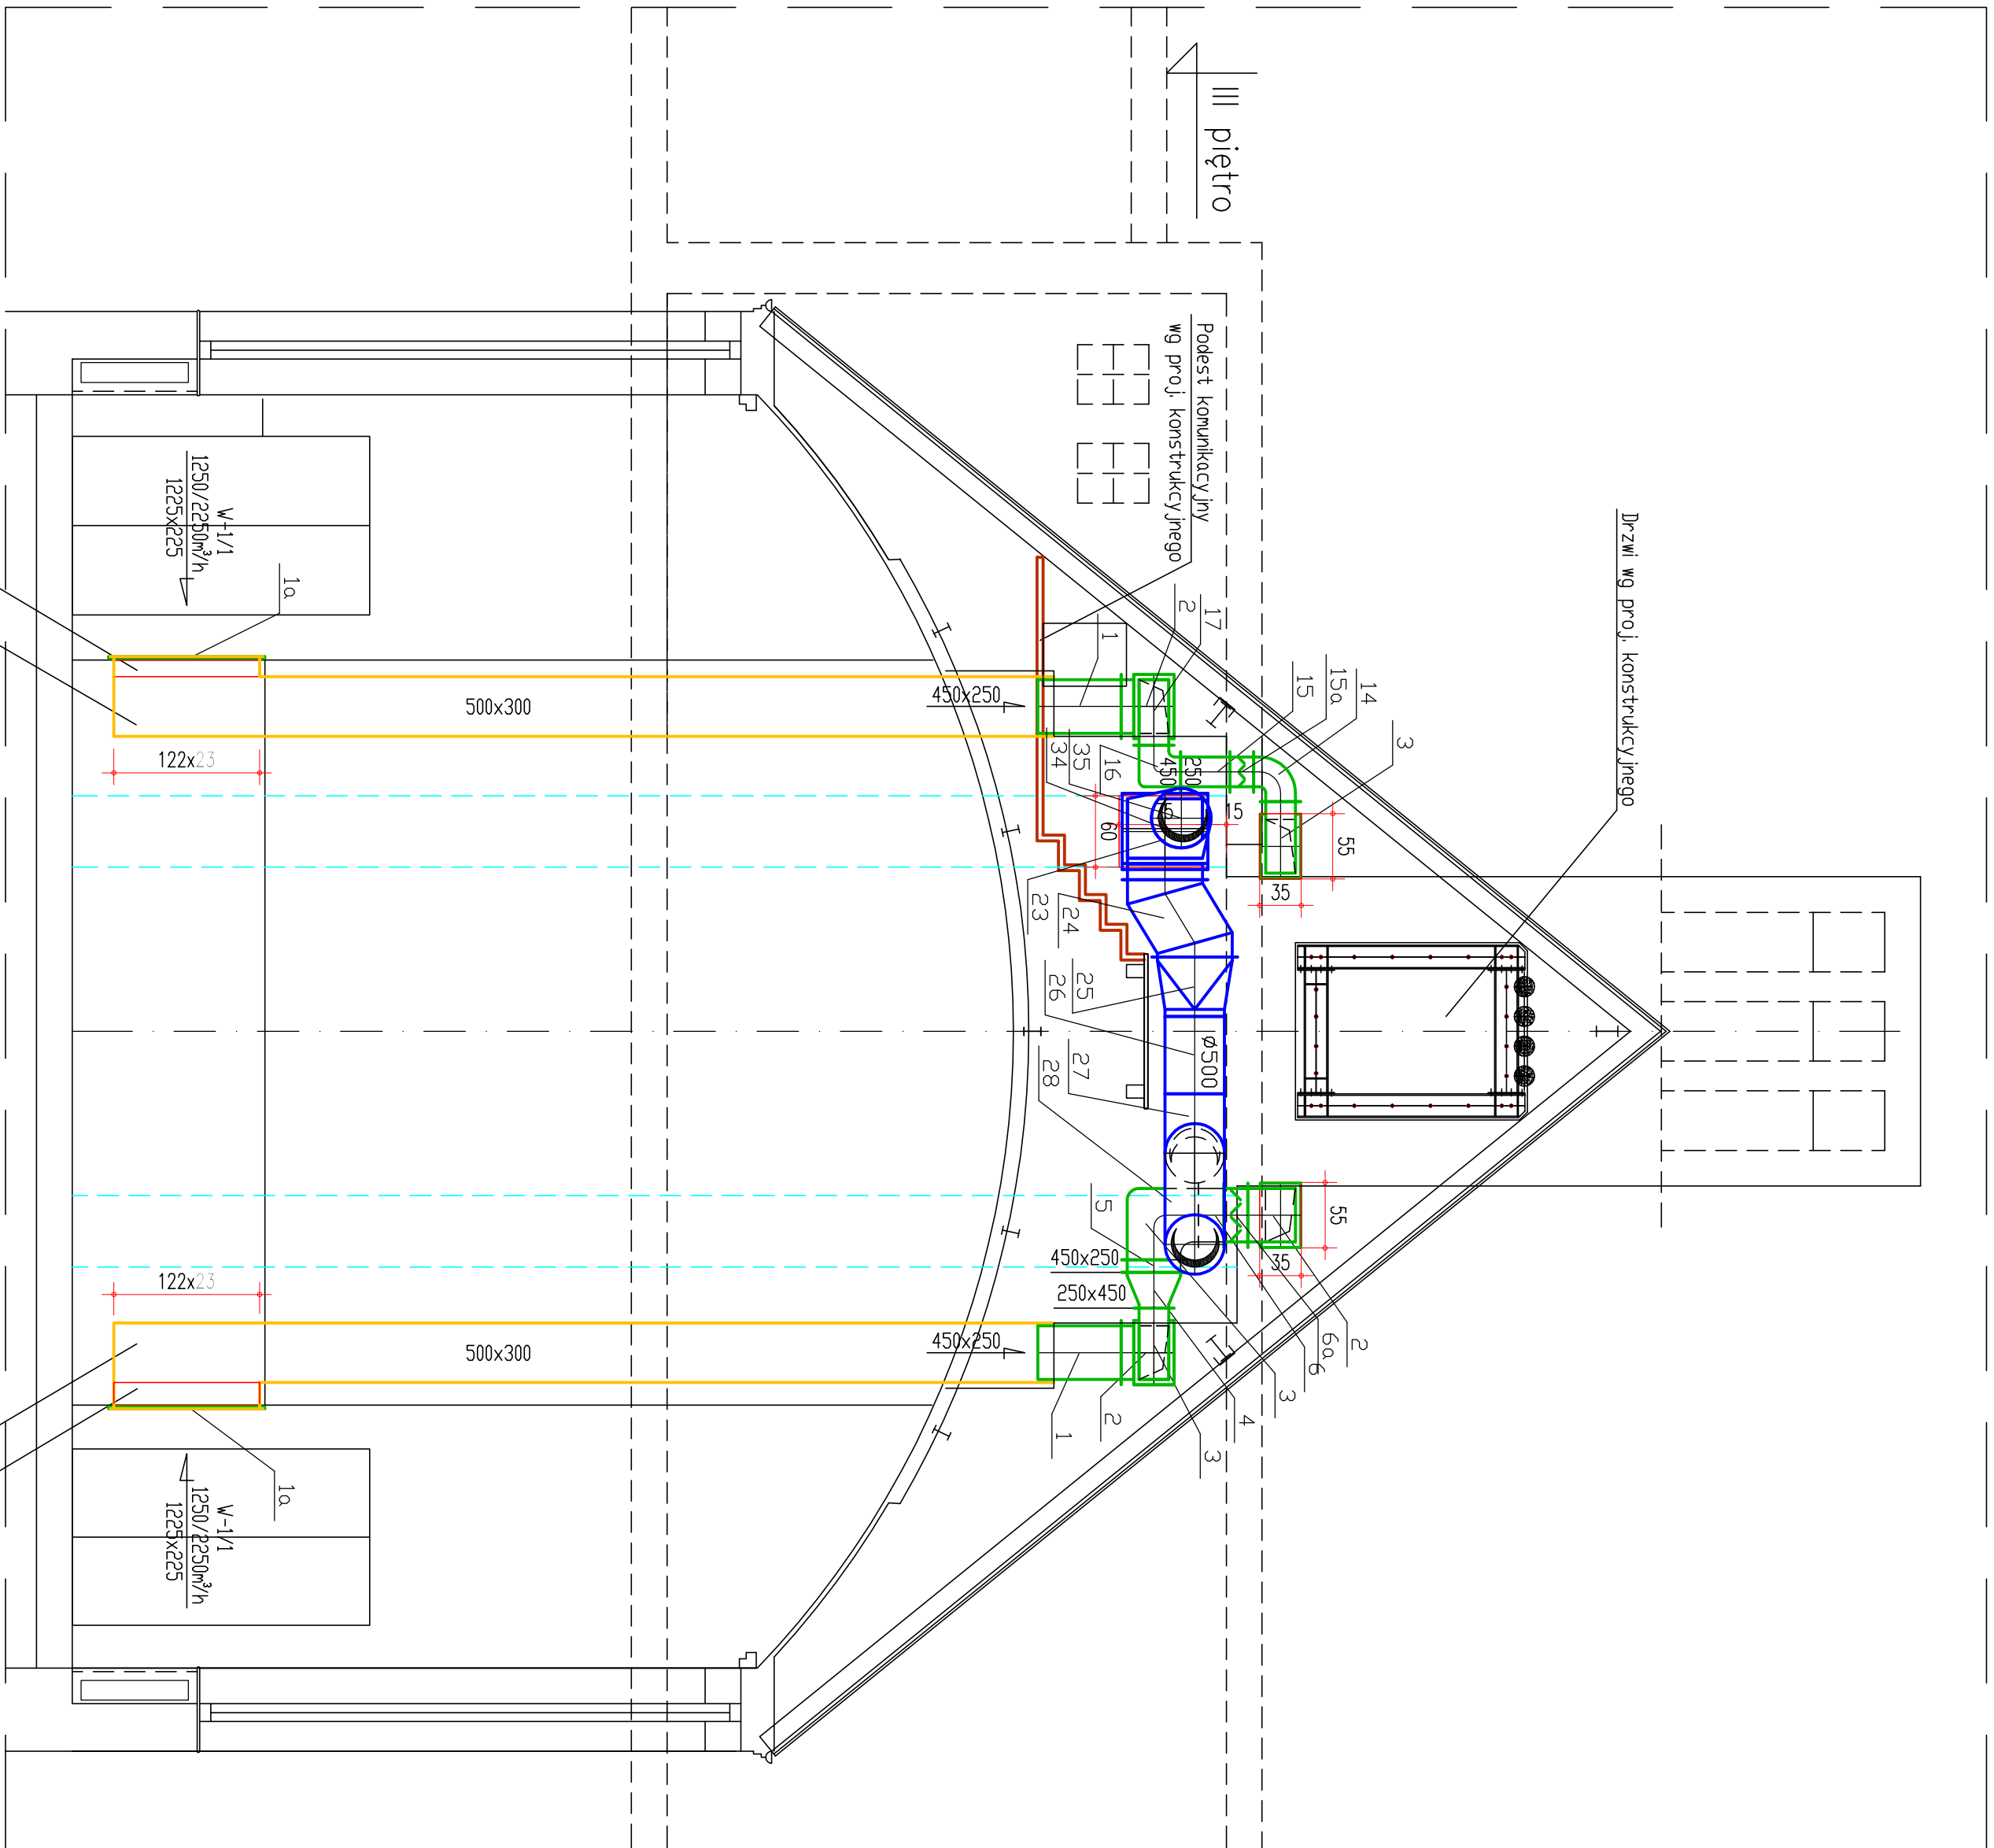 III piętro
Podest komunikacyjny
wg proj. konstrukcyjnego
Drzwi wg proj. konstrukcyjnego
W-1/1
1250/2250m³/h
1225x225
1a
500x300
122x23
450x250
1
2
17
15
15a
14
3
34
35
16
450
250
15
60
55
35
23
24
25
26
ø500
27
28
5
450x250
250x450
55
35
2
6a
6
3
4
3
2
1
450x250
500x300
122x23
1a
W-1/1
1250/2250m³/h
1225x225